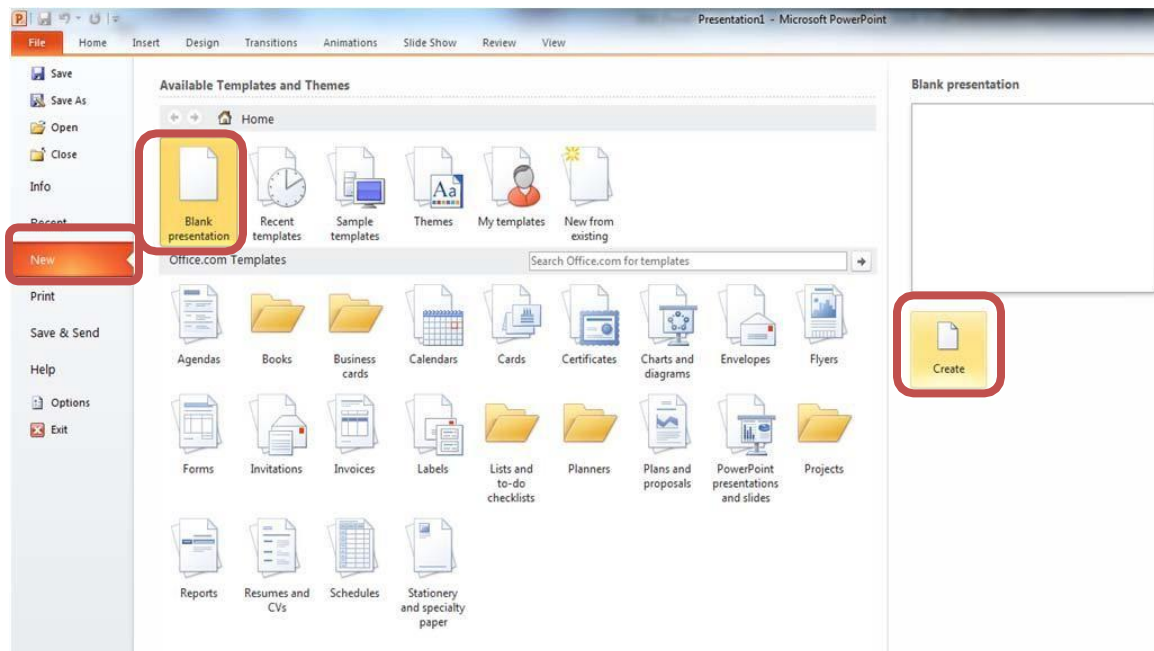 Presentation1 - Microsoft PowerPoint
File Home Insert Design Transitions Animations Slide Show Review View
Save
Save As
Open
Close
Info
Recent
New
Print
Save & Send
Help
Options
Exit
Available Templates and Themes
Home
Blank presentation
Recent templates
Sample templates
Themes
My templates
New from existing
Office.com Templates
Search Office.com for templates
Agendas
Books
Business cards
Calendars
Cards
Certificates
Charts and diagrams
Envelopes
Flyers
Forms
Invitations
Invoices
Labels
Lists and to-do checklists
Planners
Plans and proposals
PowerPoint presentations and slides
Projects
Reports
Resumes and CVs
Schedules
Stationery and specialty paper
Blank presentation
Create